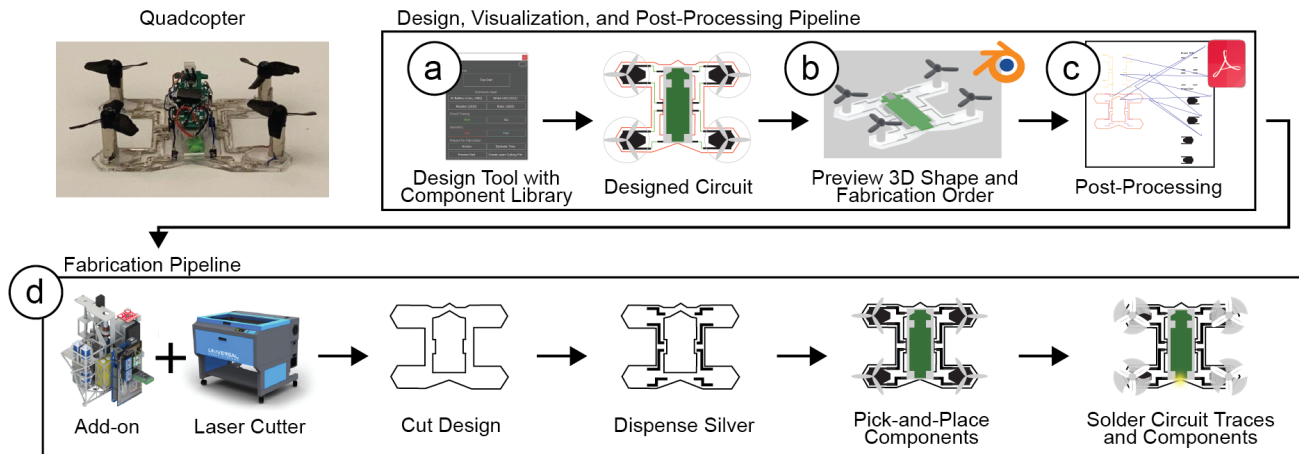 Quadcopter
Design, Visualization, and Post-Processing Pipeline
a
b
c
Design Tool with
Component Library
Designed Circuit
Preview 3D Shape and
Fabrication Order
Post-Processing
Fabrication Pipeline
d
UNIVERSAL
Add-on
Laser Cutter
Cut Design
Dispense Silver
Pick-and-Place
Components
Solder Circuit Traces
and Components